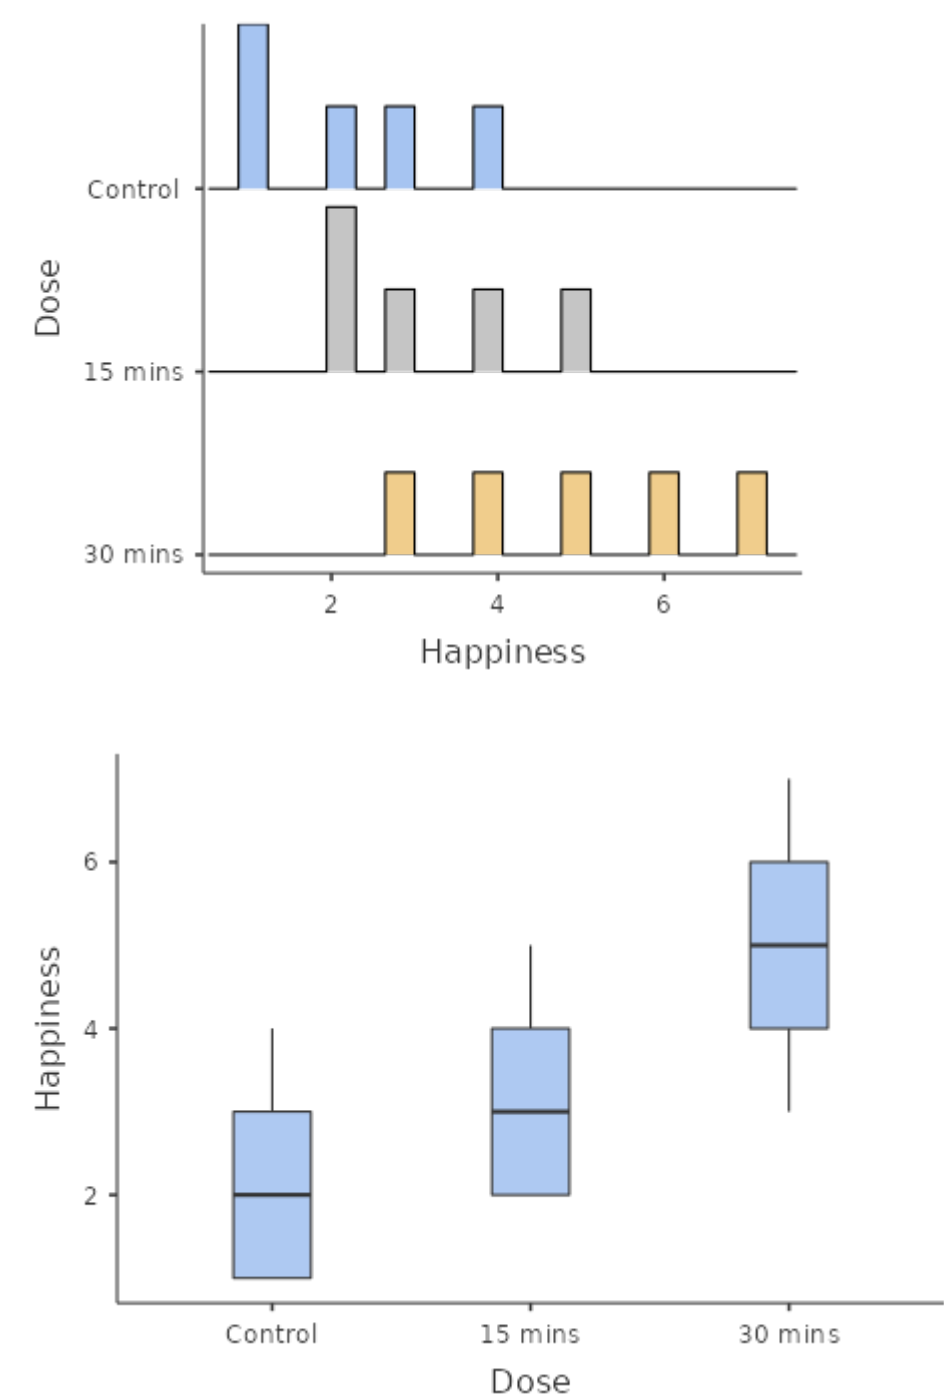 Control
15 mins
30 mins
Dose
2 4 6
Happiness
6
4
2
Happiness
Control 15 mins 30 mins
Dose